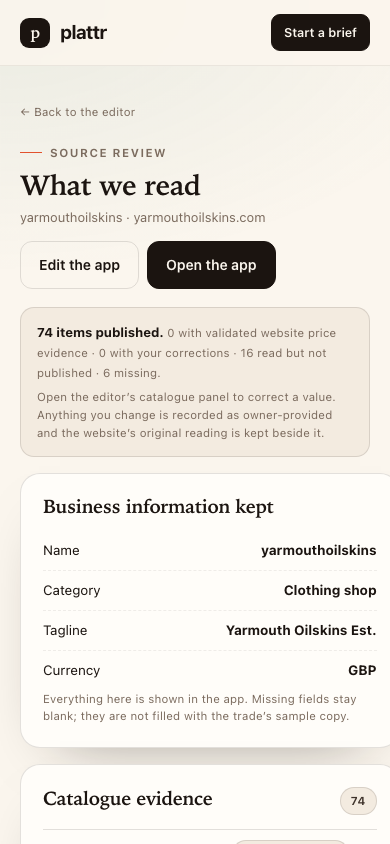 p plattr
Start a brief
← Back to the editor
SOURCE REVIEW
What we read
yarmouthoilskins · yarmouthoilskins.com
Edit the app
Open the app
74 items published. 0 with validated website price
evidence · 0 with your corrections · 16 read but not
published · 6 missing.
Open the editor’s catalogue panel to correct a value.
Anything you change is recorded as owner-provided
and the website’s original reading is kept beside it.
Business information kept
Name yarmouthoilskins
Category Clothing shop
Tagline Yarmouth Oilskins Est.
Currency GBP
Everything here is shown in the app. Missing fields stay
blank; they are not filled with the trade’s sample copy.
Catalogue evidence 74